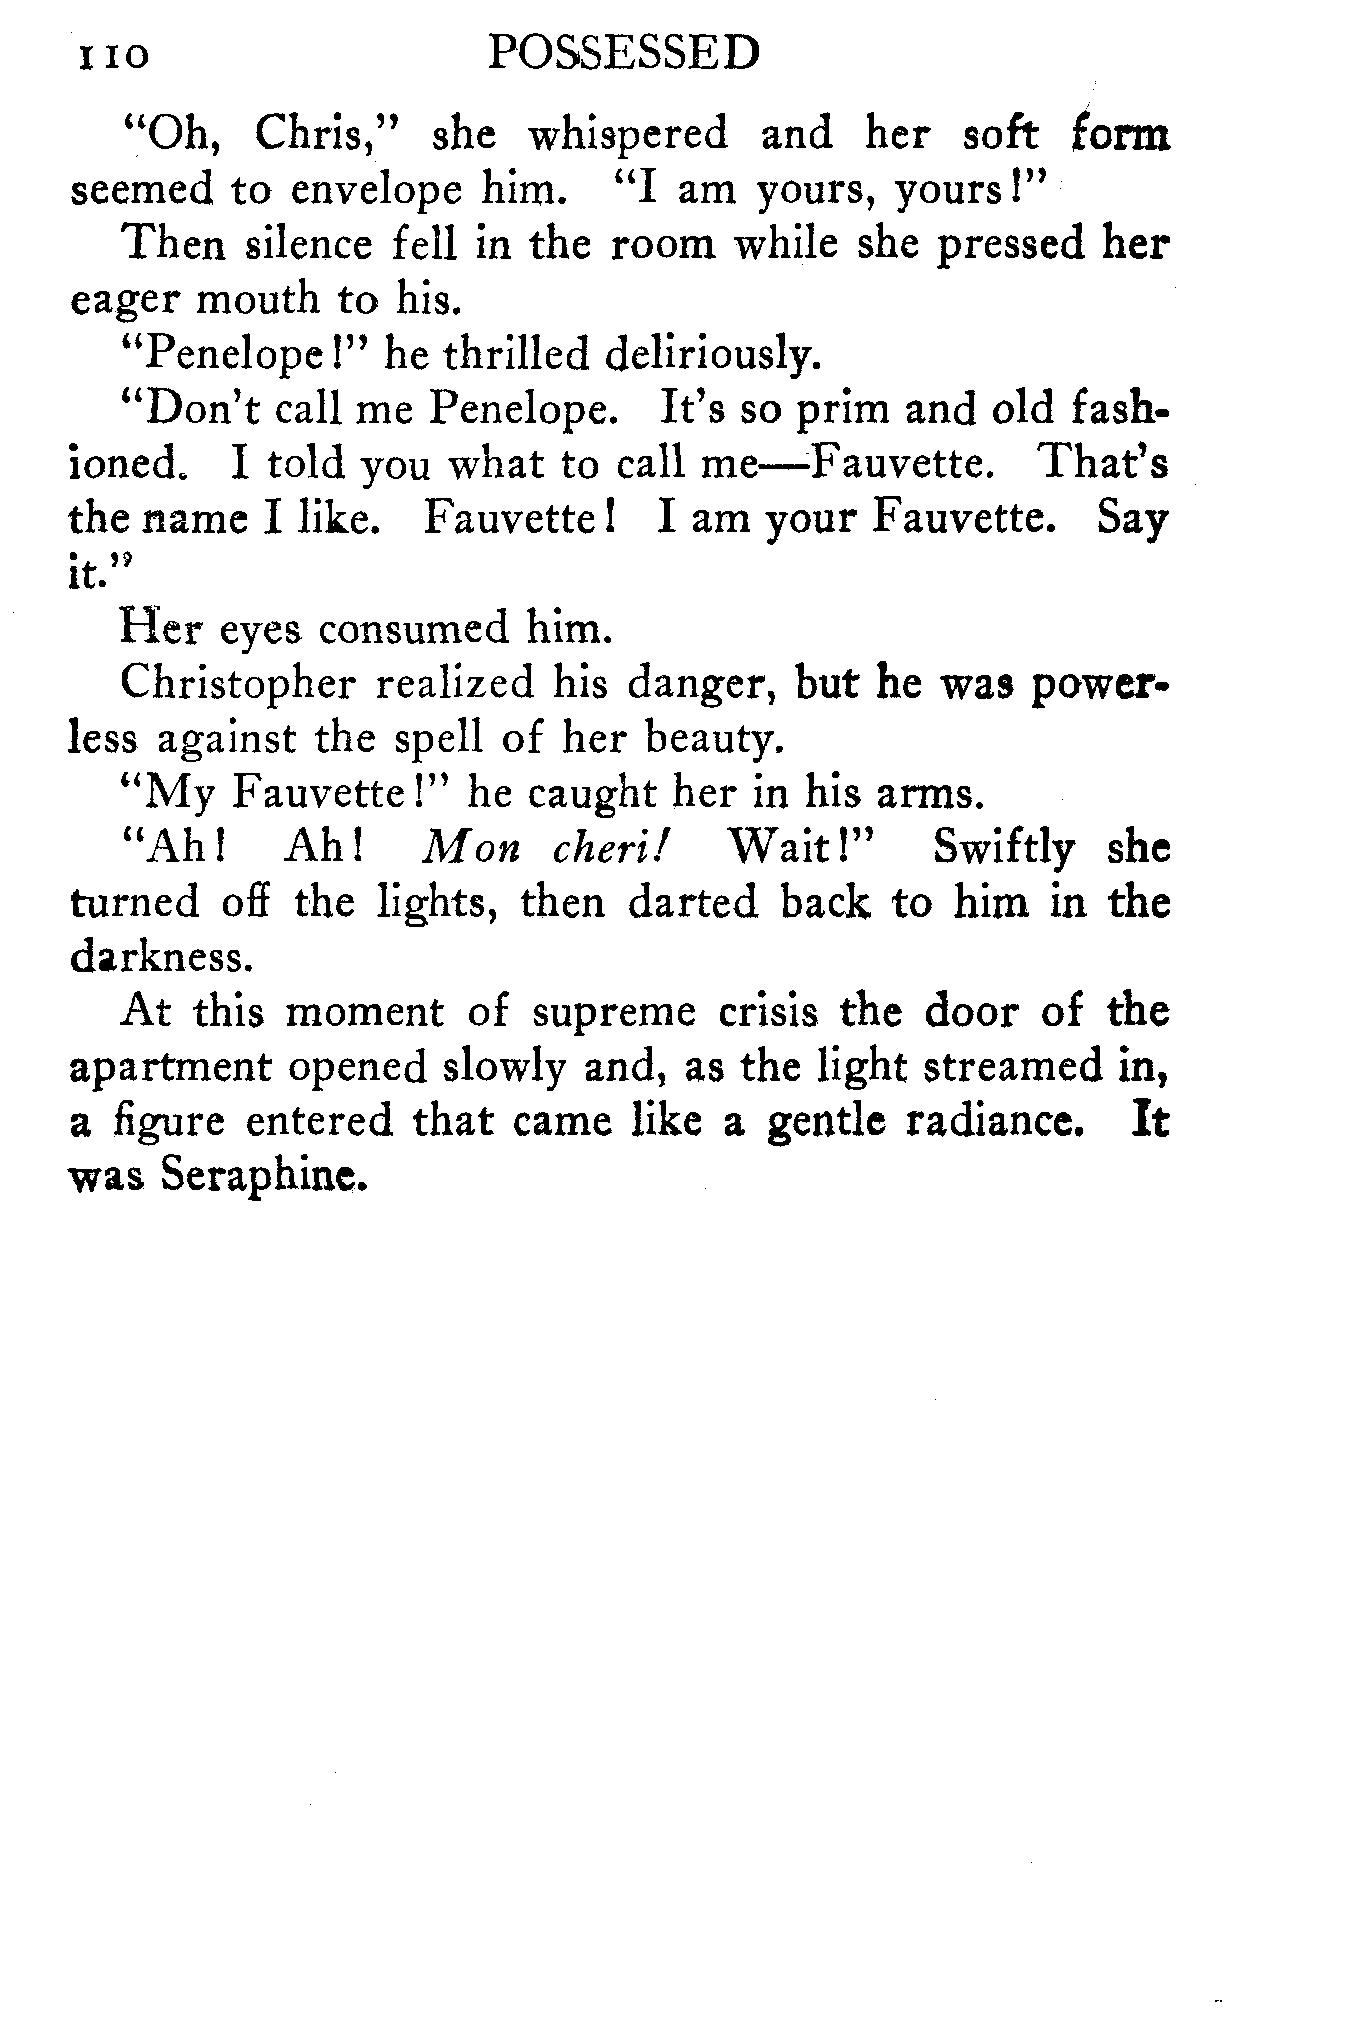 110 POSSESSED
“Oh, Chris,” she whispered and her soft form
seemed to envelope him. “I am yours, yours!”
Then silence fell in the room while she pressed her
eager mouth to his.
“Penelope!” he thrilled deliriously.
“Don’t call me Penelope. It’s so prim and old fash-
ioned. I told you what to call me—Fauvette. That’s
the name I like. Fauvette! I am your Fauvette. Say
it.”
Her eyes consumed him.
Christopher realized his danger, but he was power-
less against the spell of her beauty.
“My Fauvette!” he caught her in his arms.
“Ah! Ah! Mon cheri! Wait!” Swiftly she
turned off the lights, then darted back to him in the
darkness.
At this moment of supreme crisis the door of the
apartment opened slowly and, as the light streamed in,
a figure entered that came like a gentle radiance. It
was Seraphine.